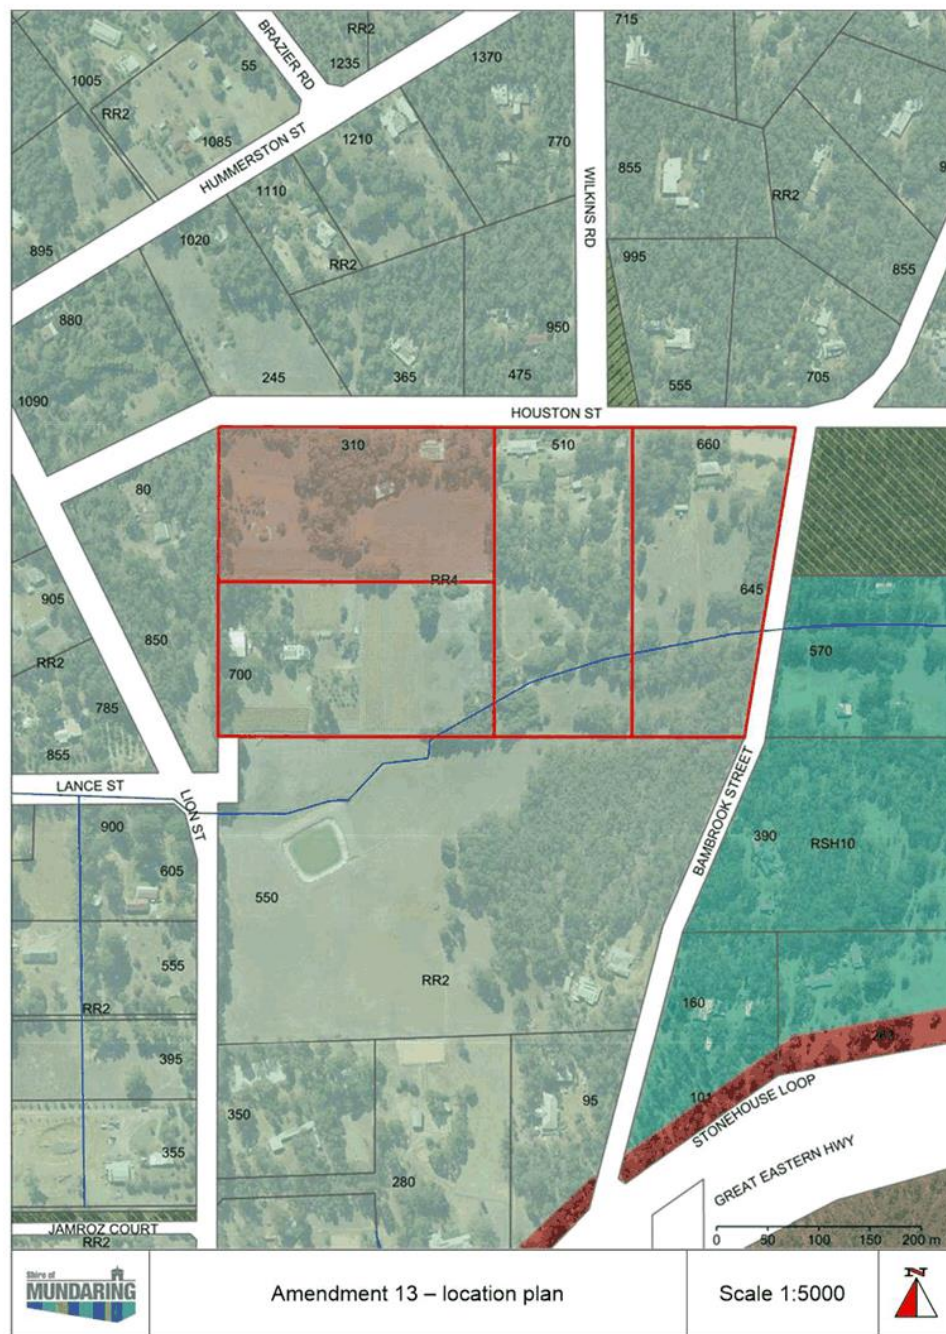 715
RR2
BRAZIER RD
1235
1370
55
1005
RR2
1085
1210
770
HUMMERSTON ST
855
WILKINS RD
1110
RR2
1020
895
RR2
995
855
880
950
245
365
475
555
705
1090
HOUSTON ST
310
510
660
80
RR4
645
905
850
570
RR2
700
785
855
LANCE ST
LION ST
BAMBROOK STREET
900
390
RSH10
605
550
555
RR2
RR2
160
395
101
STONEHOUSE LOOP
350
95
355
280
GREAT EASTERN HWY
JAMROZ COURT
RR2
0 50 100 150 200 m
Shire of
MUNDARING
Amendment 13 – location plan
Scale 1:5000
N